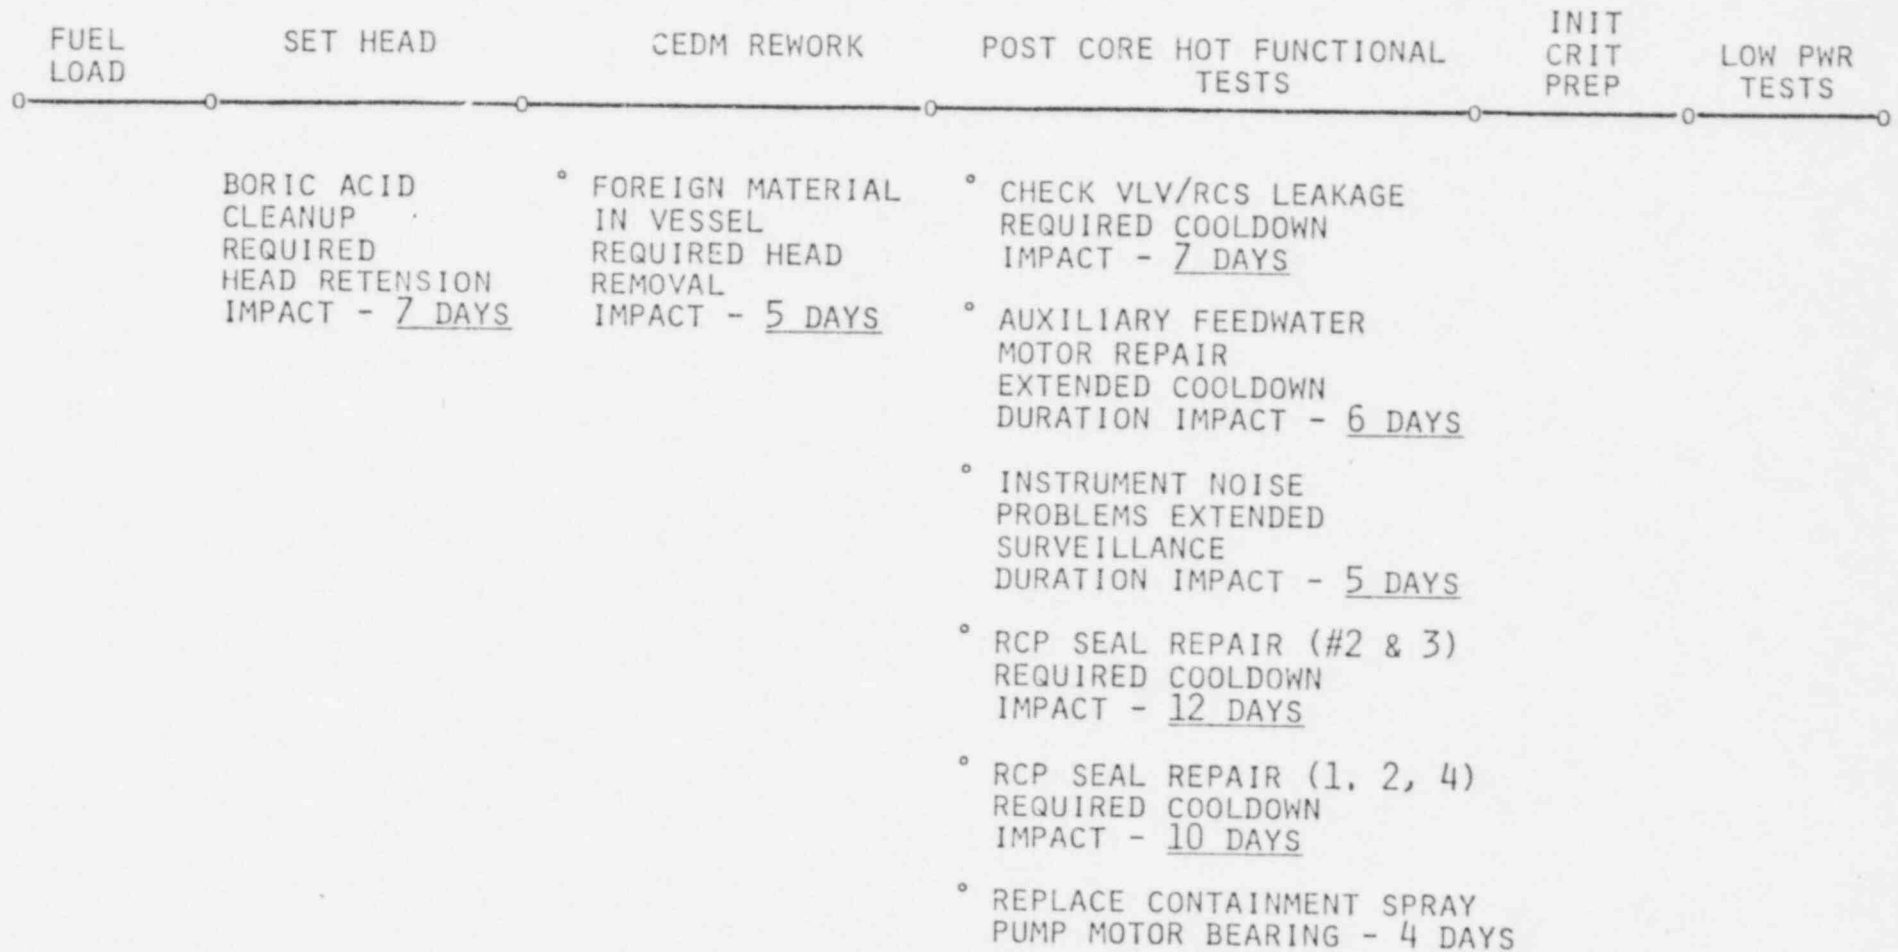 FUEL
LOAD
SET HEAD
CEDM REWORK
POST CORE HOT FUNCTIONAL
TESTS
INIT
CRIT
PREP
LOW PWR
TESTS
BORIC ACID
CLEANUP
REQUIRED
HEAD RETENSION
IMPACT - 7 DAYS
° FOREIGN MATERIAL
IN VESSEL
REQUIRED HEAD
REMOVAL
IMPACT - 5 DAYS
° CHECK VLV/RCS LEAKAGE
REQUIRED COOLDOWN
IMPACT - 7 DAYS
° AUXILIARY FEEDWATER
MOTOR REPAIR
EXTENDED COOLDOWN
DURATION IMPACT - 6 DAYS
° INSTRUMENT NOISE
PROBLEMS EXTENDED
SURVEILLANCE
DURATION IMPACT - 5 DAYS
° RCP SEAL REPAIR (#2 & 3)
REQUIRED COOLDOWN
IMPACT - 12 DAYS
° RCP SEAL REPAIR (1, 2, 4)
REQUIRED COOLDOWN
IMPACT - 10 DAYS
° REPLACE CONTAINMENT SPRAY
PUMP MOTOR BEARING - 4 DAYS